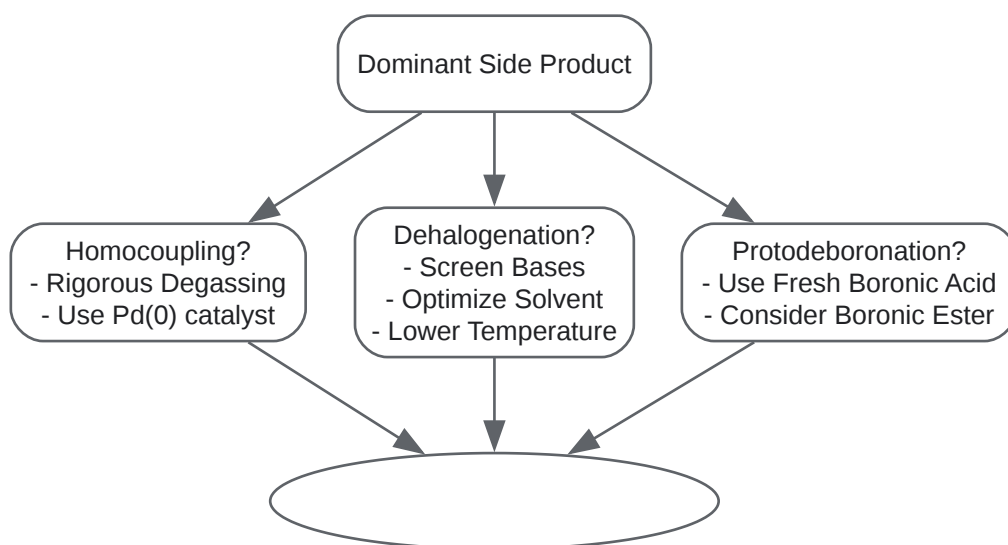 Dominant Side Product
Homocoupling?
- Rigorous Degassing
- Use Pd(0) catalyst
Dehalogenation?
- Screen Bases
- Optimize Solvent
- Lower Temperature
Protodeboronation?
- Use Fresh Boronic Acid
- Consider Boronic Ester